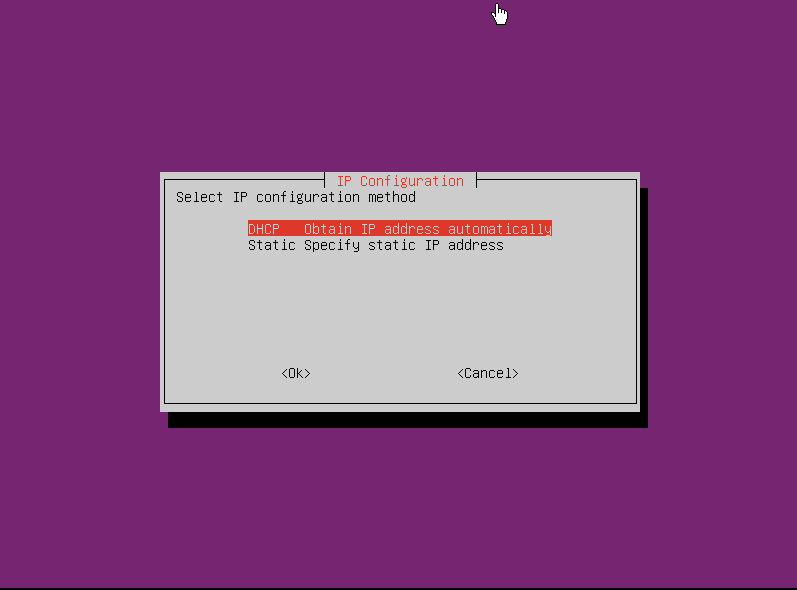 IP Configuration
Select IP configuration method
DHCP Obtain IP address automatically
Static Specify static IP address
<Ok> <Cancel>